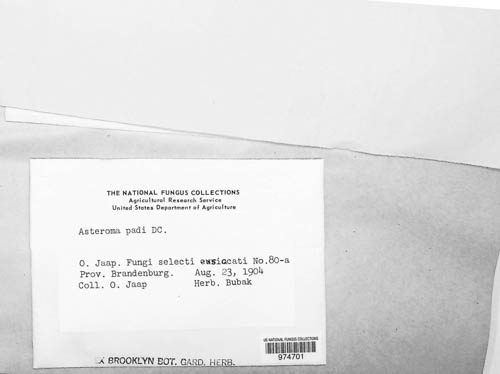 THE NATIONAL FUNGUS COLLECTIONS
Agricultural Research Service
United States Department of Agriculture
Asteroma padi DC.
O. Jaap. Fungi selecti exsiccati No.80-a
Prov. Brandenburg. Aug. 23, 1904
Coll. O. Jaap Herb. Bubak
US NATIONAL FUNGUS COLLECTIONS
974701
X BROOKLYN BOT. GARD. HERB.